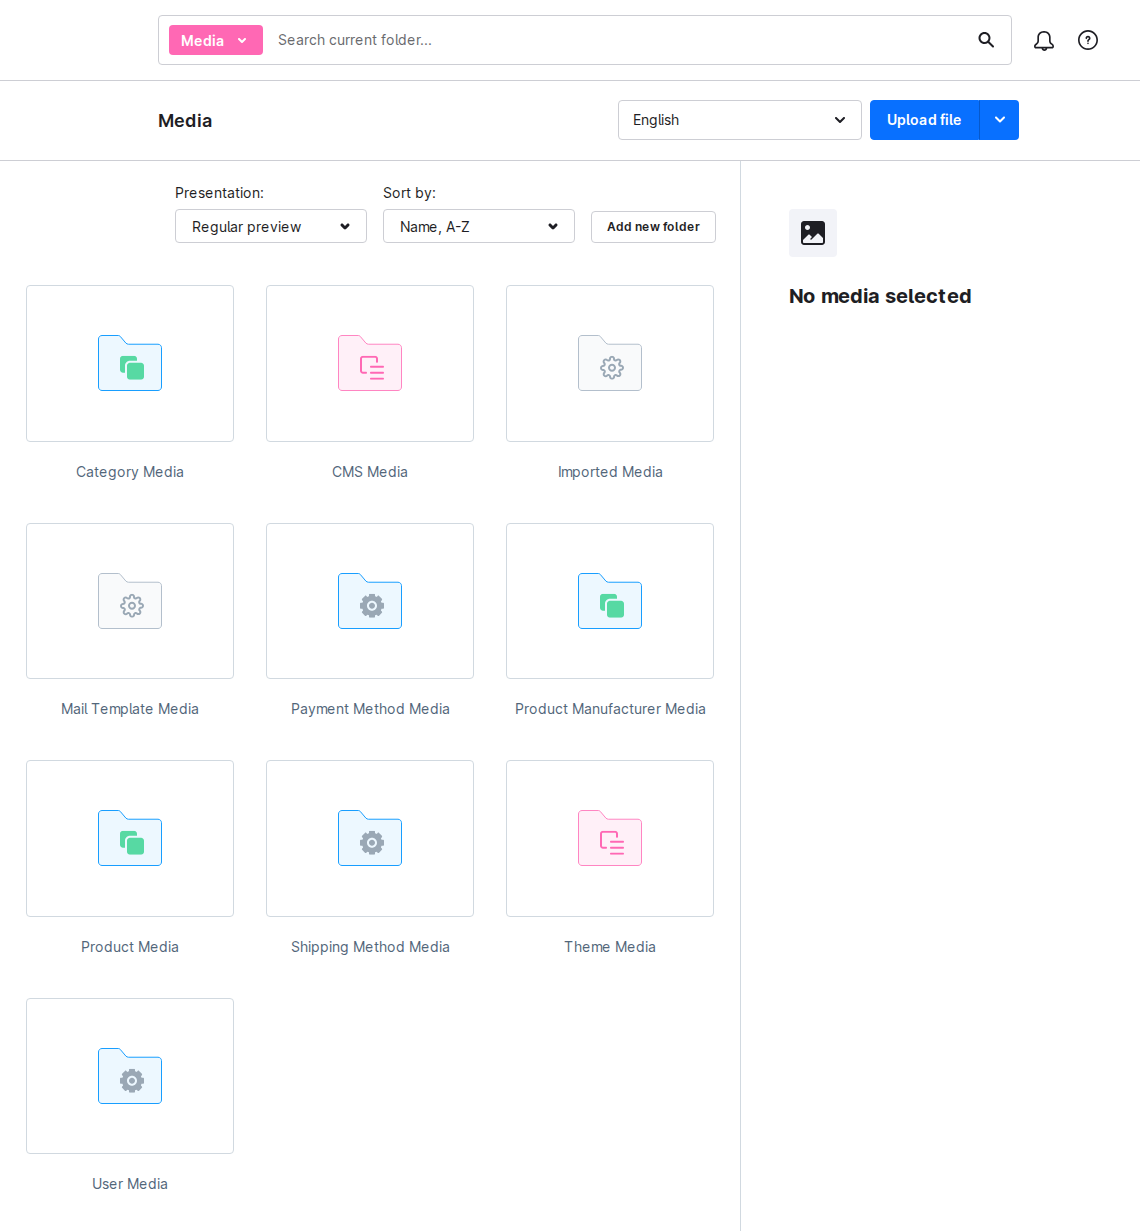 Media
Search current folder...
Media
English
Upload file
Presentation:
Sort by:
Regular preview
Name, A-Z
Add new folder
No media selected
Category Media
CMS Media
Imported Media
Mail Template Media
Payment Method Media
Product Manufacturer Media
Product Media
Shipping Method Media
Theme Media
User Media